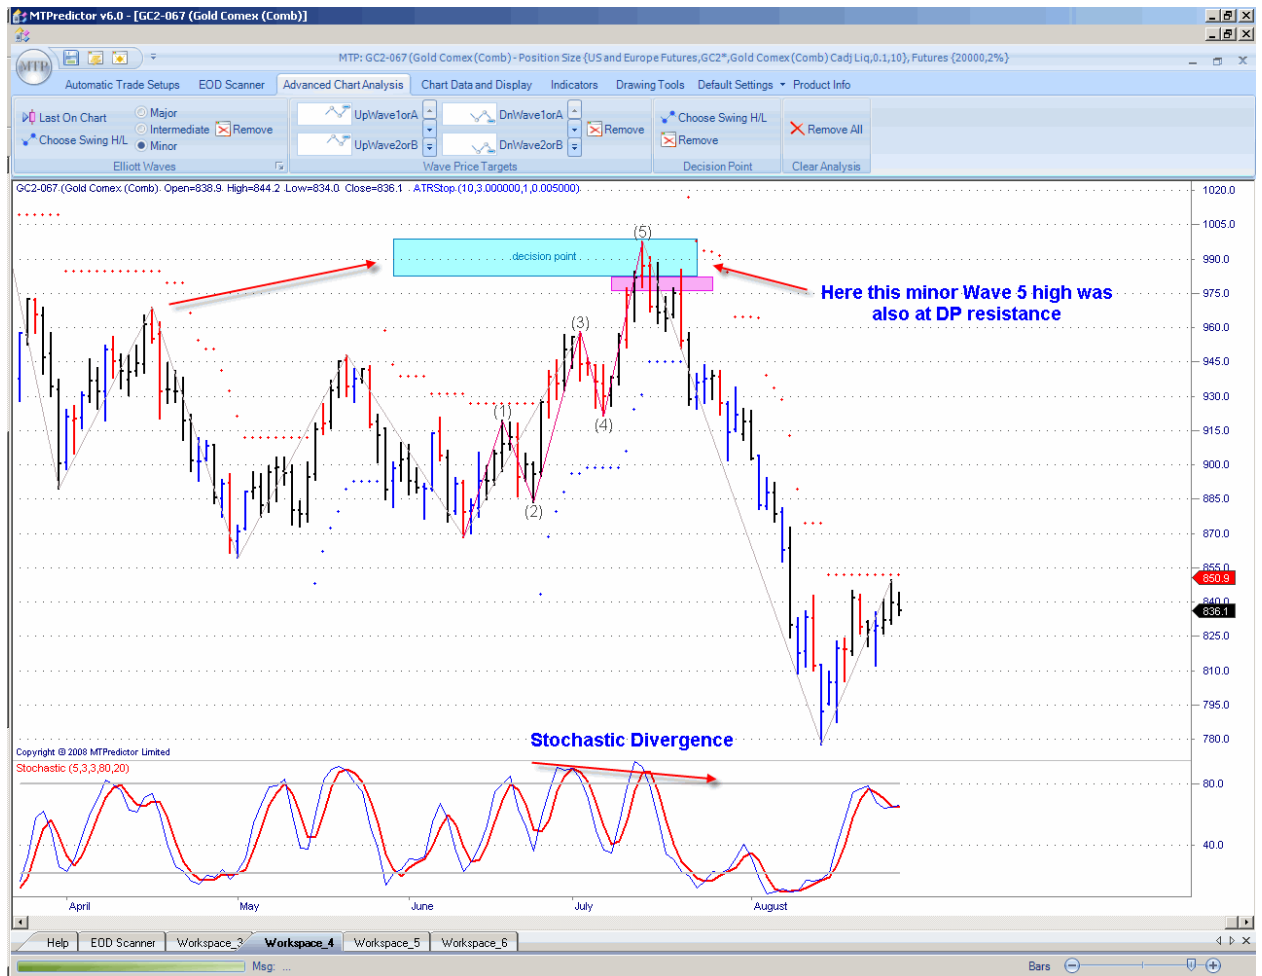 MTPredictor v6.0 - [GC2-067 (Gold Comex (Comb)]
MTP
MTP: GC2-067 (Gold Comex (Comb) - Position Size {US and Europe Futures,GC2*,Gold Comex (Comb) Cadj Liq,0.1,10}, Futures {20000,2%}
Automatic Trade Setups EOD Scanner Advanced Chart Analysis Chart Data and Display Indicators Drawing Tools Default Settings Product Info
Last On Chart
Choose Swing H/L
Major
Intermediate
Minor
Remove
Elliott Waves
UpWave1orA
UpWave2orB
DnWave1orA
DnWave2orB
Remove
Wave Price Targets
Choose Swing H/L
Remove
Decision Point
Remove All
Clear Analysis
GC2-067 (Gold Comex (Comb) Open=838.9 High=844.2 Low=834.0 Close=836.1 ATRStop (10,3.000000,1,0.005000)
1020.0
1005.0
990.0
975.0
960.0
945.0
930.0
915.0
900.0
885.0
870.0
855.0
850.9
840.0
836.1
825.0
810.0
795.0
780.0
(5)
decision point
Here this minor Wave 5 high was
also at DP resistance
(3)
(1)
(4)
(2)
Stochastic Divergence
Copyright © 2008 MTPredictor Limited
Stochastic (5,3,3,80,20)
80.0
40.0
April May June July August
Help EOD Scanner Workspace_3 Workspace_4 Workspace_5 Workspace_6
Msg: ...
Bars